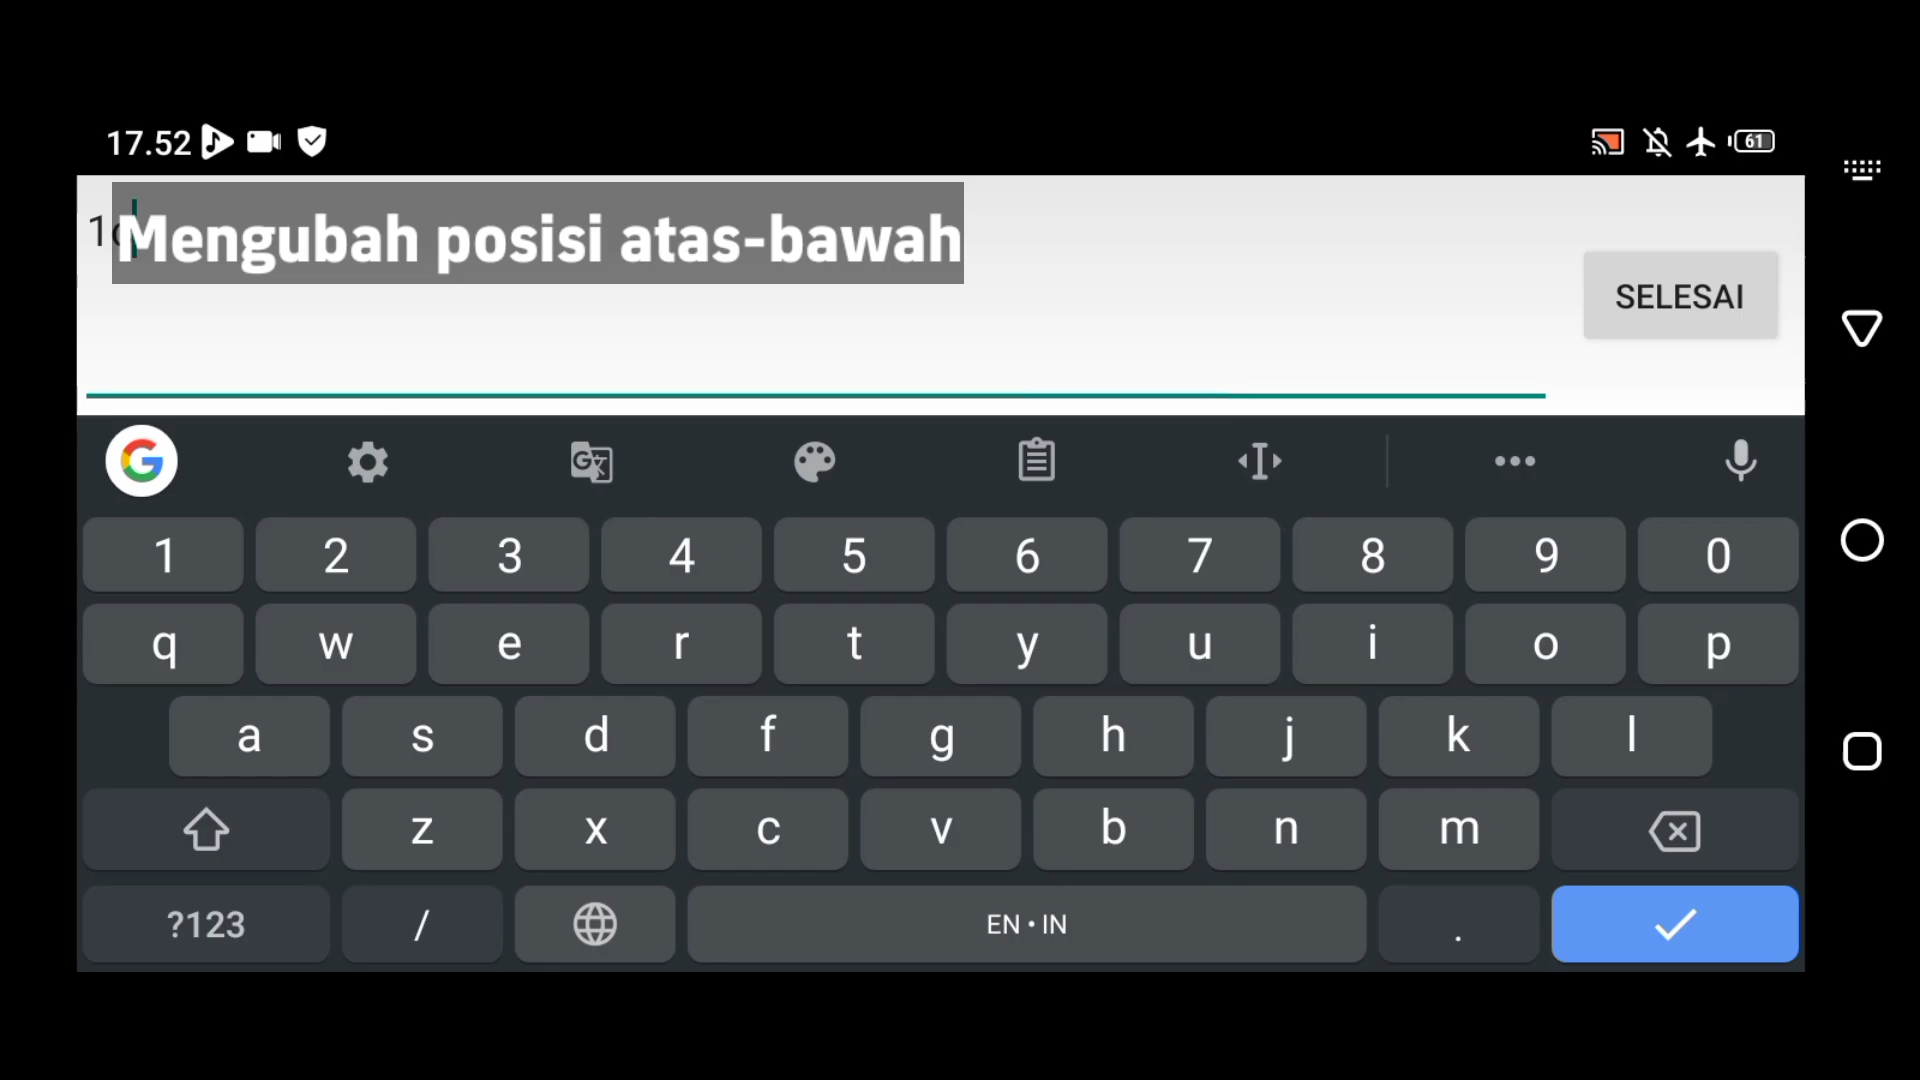 17.52
61
Mengubah posisi atas-bawah
SELESAI
1 2 3 4 5 6 7 8 9 0
q w e r t y u i o p
a s d f g h j k l
z x c v b n m
?123 / EN • IN .